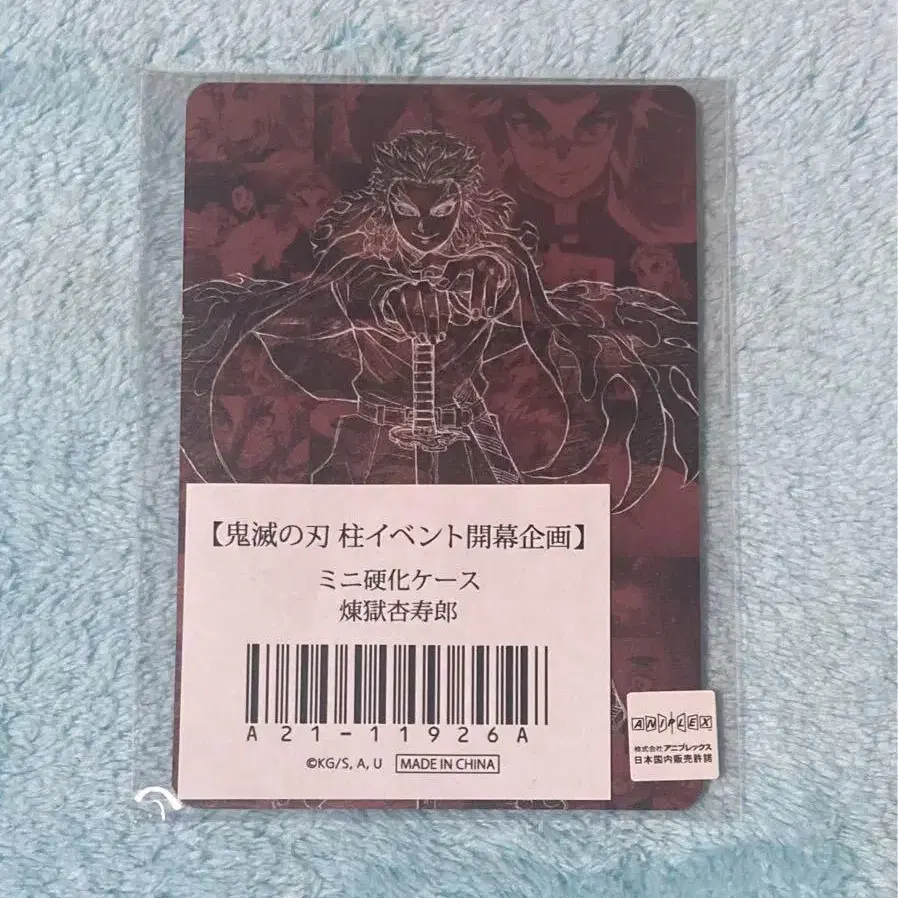 【鬼滅の刃 柱イベント開幕企画】
ミニ硬化ケース
煉獄杏寿郎
A21-11926A
©KG/S, A, U MADE IN CHINA
ANIPLEX
株式会社アニプレックス
日本国内販売許諾